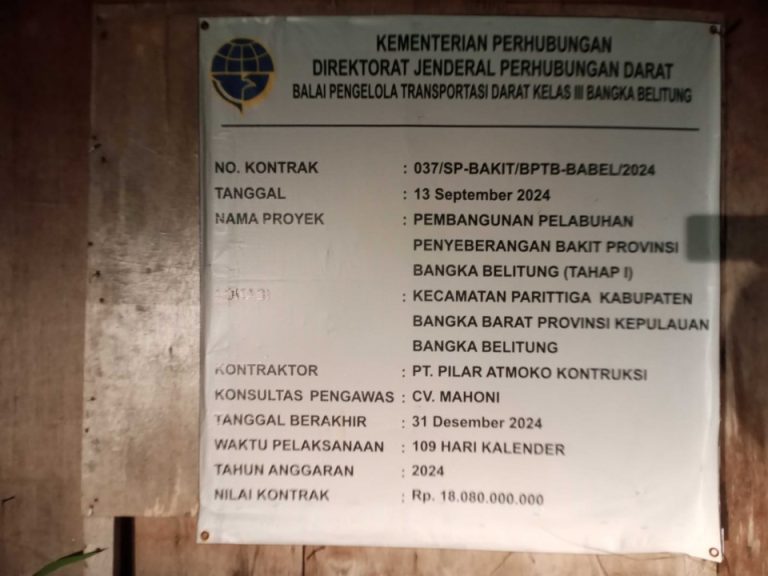 KEMENTERIAN PERHUBUNGAN
DIREKTORAT JENDERAL PERHUBUNGAN DARAT
BALAI PENGELOLA TRANSPORTASI DARAT KELAS III BANGKA BELITUNG
NO. KONTRAK : 037/SP-BAKIT/BPTB-BABEL/2024
TANGGAL : 13 September 2024
NAMA PROYEK : PEMBANGUNAN PELABUHAN
PENYEBERANGAN BAKIT PROVINSI
BANGKA BELITUNG (TAHAP I)
: KECAMATAN PARITTIGA KABUPATEN
BANGKA BARAT PROVINSI KEPULAUAN
BANGKA BELITUNG
KONTRAKTOR : PT. PILAR ATMOKO KONTRUKSI
KONSULTAS PENGAWAS : CV. MAHONI
TANGGAL BERAKHIR : 31 Desember 2024
WAKTU PELAKSANAAN : 109 HARI KALENDER
TAHUN ANGGARAN : 2024
NILAI KONTRAK : Rp. 18.080.000.000